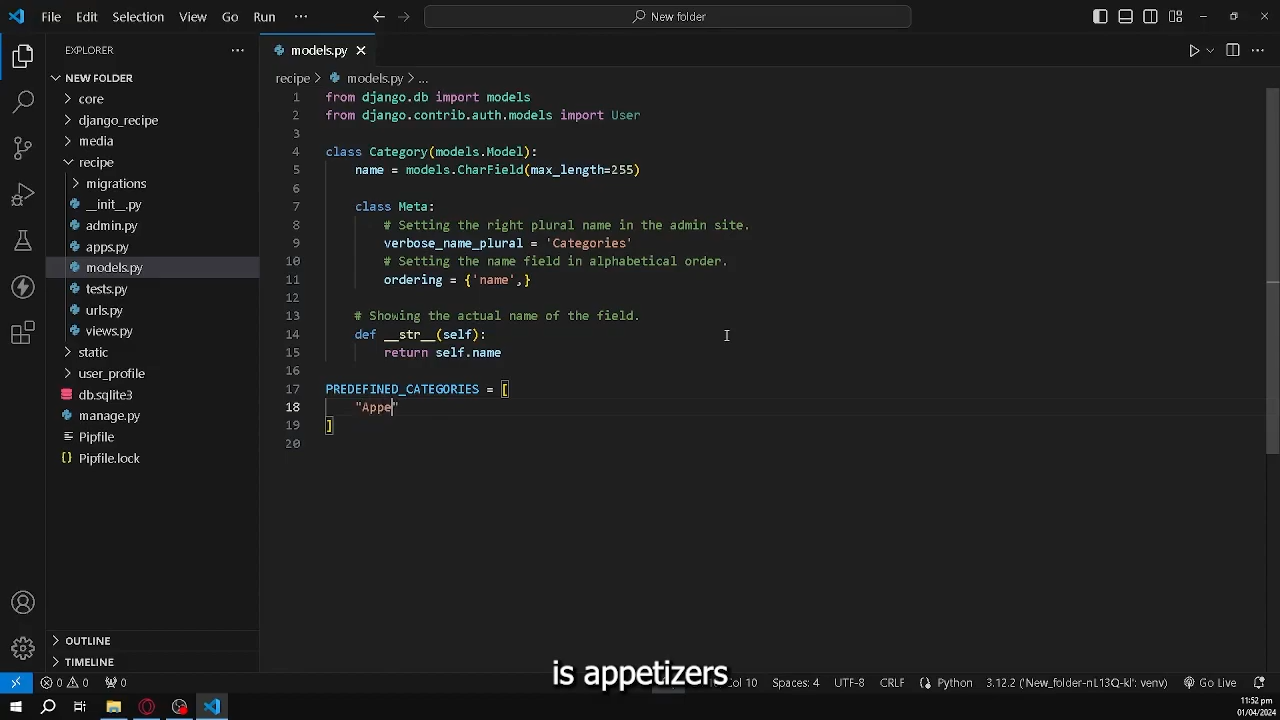 File Edit Selection View Go Run ··· New folder
EXPLORER ···
NEW FOLDER
core
django_recipe
media
recipe
migrations
__init__.py
admin.py
apps.py
models.py
tests.py
urls.py
views.py
static
user_profile
db.sqlite3
manage.py
Pipfile
Pipfile.lock
OUTLINE
TIMELINE
models.py
recipe > models.py > ...
1 from django.db import models
2 from django.contrib.auth.models import User
3
4 class Category(models.Model):
5 name = models.CharField(max_length=255)
6
7 class Meta:
8 # Setting the right plural name in the admin site.
9 verbose_name_plural = 'Categories'
10 # Setting the name field in alphabetical order.
11 ordering = {'name',}
12
13 # Showing the actual name of the field.
14 def __str__(self):
15 return self.name
16
17 PREDEFINED_CATEGORIES = [
18 "Appe"
19 ]
20
is appetizers
0 0 0 Col 10 Spaces: 4 UTF-8 CRLF Python 3.12.2 ('New_folder-nL13Q-kl': venv) Go Live
11:52 pm
01/04/2024